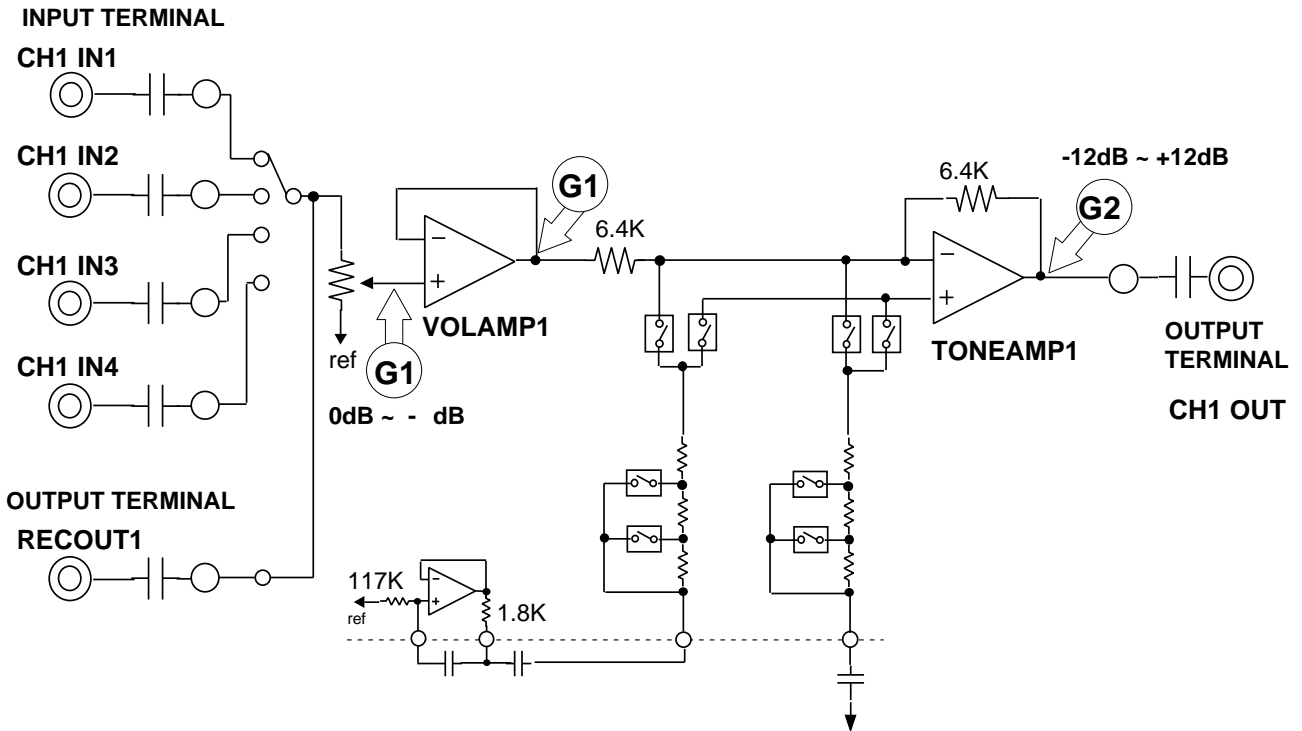 INPUT TERMINAL
CH1 IN1
CH1 IN2
CH1 IN3
CH1 IN4
OUTPUT TERMINAL
RECOUT1
ref
G1
0dB ~ - dB
−
+
VOLAMP1
G1
6.4K
6.4K
-12dB ~ +12dB
G2
−
+
TONEAMP1
OUTPUT
TERMINAL
CH1 OUT
117K
ref
−
+
1.8K